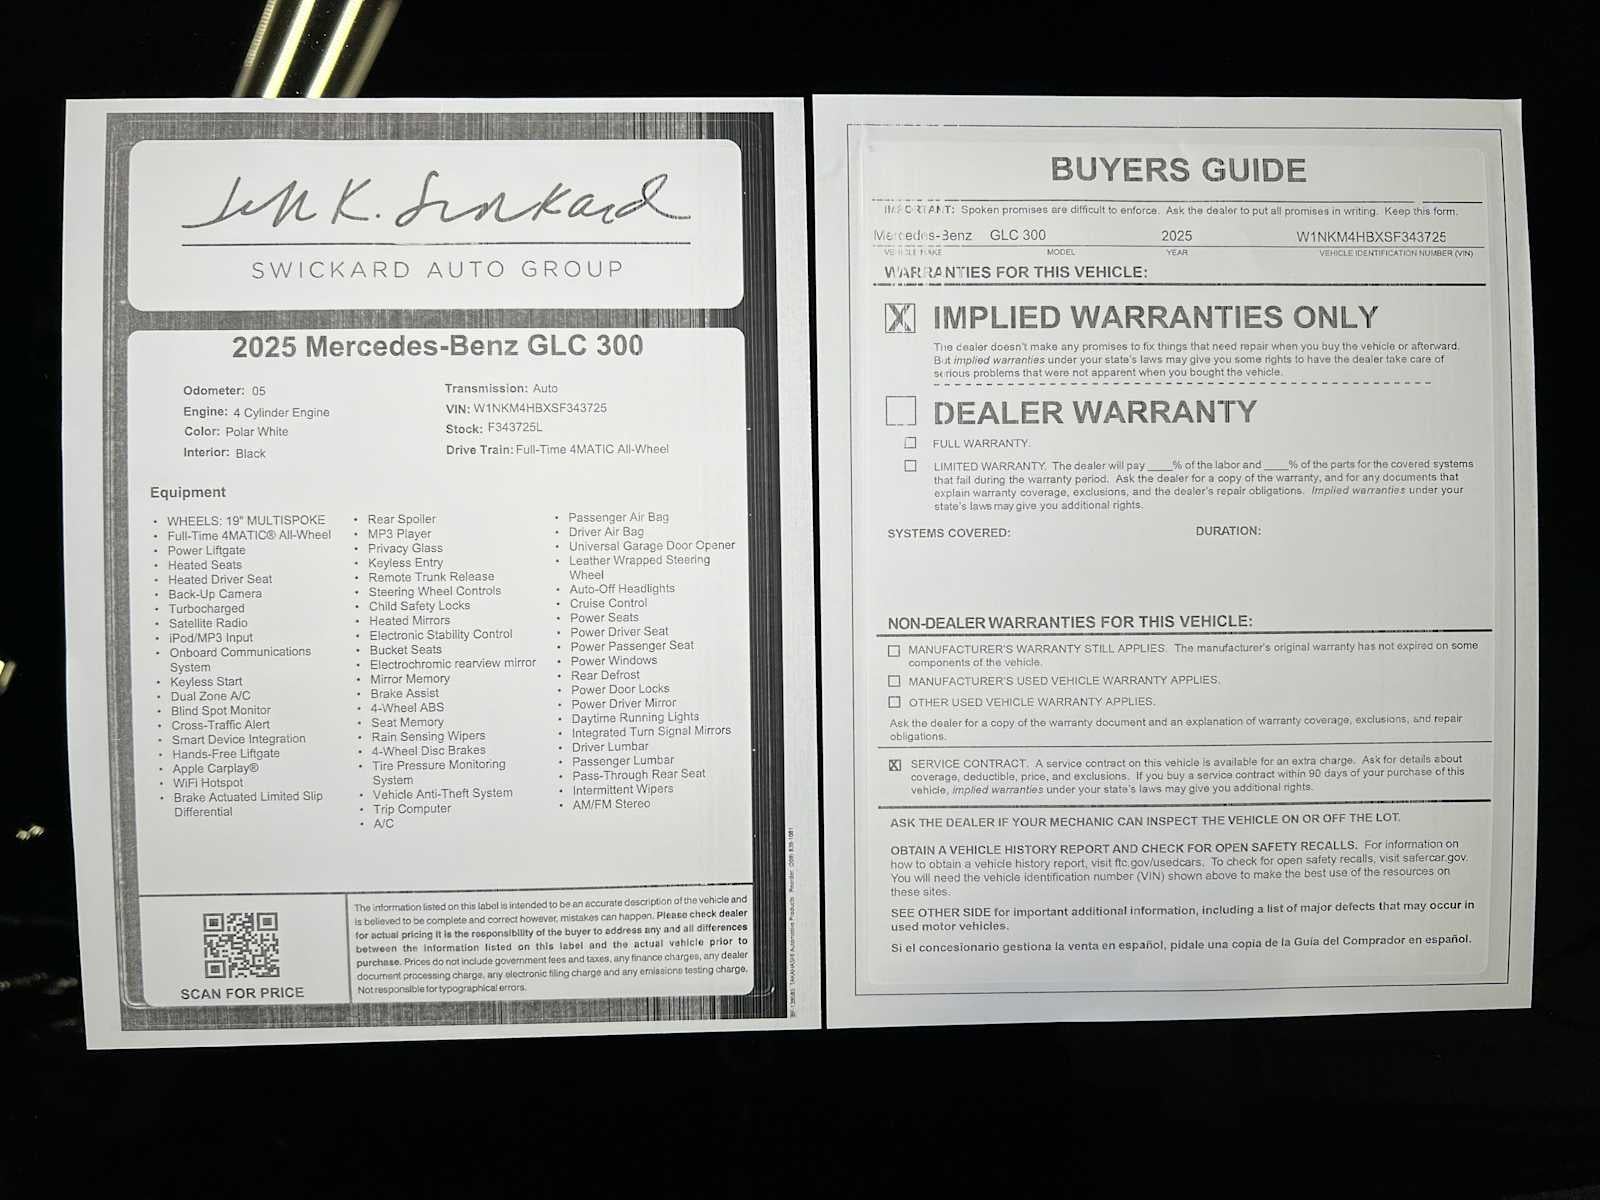 Jeff K. Swickard
SWICKARD AUTO GROUP
2025 Mercedes-Benz GLC 300
Odometer: 05
Engine: 4 Cylinder Engine
Color: Polar White
Interior: Black
Transmission: Auto
VIN: W1NKM4HBXSF343725
Stock: F343725L
Drive Train: Full-Time 4MATIC All-Wheel
Equipment
• WHEELS: 19" MULTISPOKE
• Full-Time 4MATIC® All-Wheel
• Power Liftgate
• Heated Seats
• Heated Driver Seat
• Back-Up Camera
• Turbocharged
• Satellite Radio
• iPod/MP3 Input
• Onboard Communications
System
• Keyless Start
• Dual Zone A/C
• Blind Spot Monitor
• Cross-Traffic Alert
• Smart Device Integration
• Hands-Free Liftgate
• Apple Carplay®
• WiFi Hotspot
• Brake Actuated Limited Slip
Differential
• Rear Spoiler
• MP3 Player
• Privacy Glass
• Keyless Entry
• Remote Trunk Release
• Steering Wheel Controls
• Child Safety Locks
• Heated Mirrors
• Electronic Stability Control
• Bucket Seats
• Electrochromic rearview mirror
• Mirror Memory
• Brake Assist
• 4-Wheel ABS
• Seat Memory
• Rain Sensing Wipers
• 4-Wheel Disc Brakes
• Tire Pressure Monitoring
System
• Vehicle Anti-Theft System
• Trip Computer
• A/C
• Passenger Air Bag
• Driver Air Bag
• Universal Garage Door Opener
• Leather Wrapped Steering
Wheel
• Auto-Off Headlights
• Cruise Control
• Power Seats
• Power Driver Seat
• Power Passenger Seat
• Power Windows
• Rear Defrost
• Power Door Locks
• Power Driver Mirror
• Daytime Running Lights
• Integrated Turn Signal Mirrors
• Driver Lumbar
• Passenger Lumbar
• Pass-Through Rear Seat
• Intermittent Wipers
• AM/FM Stereo
SCAN FOR PRICE
The information listed on this label is intended to be an accurate description of the vehicle and
is believed to be complete and correct however, mistakes can happen. Please check dealer
for actual pricing it is the responsibility of the buyer to address any and all differences
between the information listed on this label and the actual vehicle prior to
purchase. Prices do not include government fees and taxes, any finance charges, any dealer
document processing charge, any electronic filing charge and any emissions testing charge.
Not responsible for typographical errors.
TAKAHASHI Automotive Products Reorder:
BUYERS GUIDE
IMPORTANT: Spoken promises are difficult to enforce. Ask the dealer to put all promises in writing. Keep this form.
Mercedes-Benz GLC 300 2025 W1NKM4HBXSF343725
VEHICLE MAKE MODEL YEAR VEHICLE IDENTIFICATION NUMBER (VIN)
WARRANTIES FOR THIS VEHICLE:
X IMPLIED WARRANTIES ONLY
The dealer doesn't make any promises to fix things that need repair when you buy the vehicle or afterward.
But implied warranties under your state's laws may give you some rights to have the dealer take care of
serious problems that were not apparent when you bought the vehicle.
DEALER WARRANTY
FULL WARRANTY.
LIMITED WARRANTY. The dealer will pay ____% of the labor and ____% of the parts for the covered systems
that fail during the warranty period. Ask the dealer for a copy of the warranty, and for any documents that
explain warranty coverage, exclusions, and the dealer's repair obligations. Implied warranties under your
state's laws may give you additional rights.
SYSTEMS COVERED: DURATION:
NON-DEALER WARRANTIES FOR THIS VEHICLE:
MANUFACTURER'S WARRANTY STILL APPLIES. The manufacturer's original warranty has not expired on some
components of the vehicle.
MANUFACTURER'S USED VEHICLE WARRANTY APPLIES.
OTHER USED VEHICLE WARRANTY APPLIES.
Ask the dealer for a copy of the warranty document and an explanation of warranty coverage, exclusions, and repair
obligations.
X SERVICE CONTRACT. A service contract on this vehicle is available for an extra charge. Ask for details about
coverage, deductible, price, and exclusions. If you buy a service contract within 90 days of your purchase of this
vehicle, implied warranties under your state's laws may give you additional rights.
ASK THE DEALER IF YOUR MECHANIC CAN INSPECT THE VEHICLE ON OR OFF THE LOT.
OBTAIN A VEHICLE HISTORY REPORT AND CHECK FOR OPEN SAFETY RECALLS. For information on
how to obtain a vehicle history report, visit ftc.gov/usedcars. To check for open safety recalls, visit safercar.gov.
You will need the vehicle identification number (VIN) shown above to make the best use of the resources on
these sites.
SEE OTHER SIDE for important additional information, including a list of major defects that may occur in
used motor vehicles.
Si el concesionario gestiona la venta en español, pídale una copia de la Guía del Comprador en español.